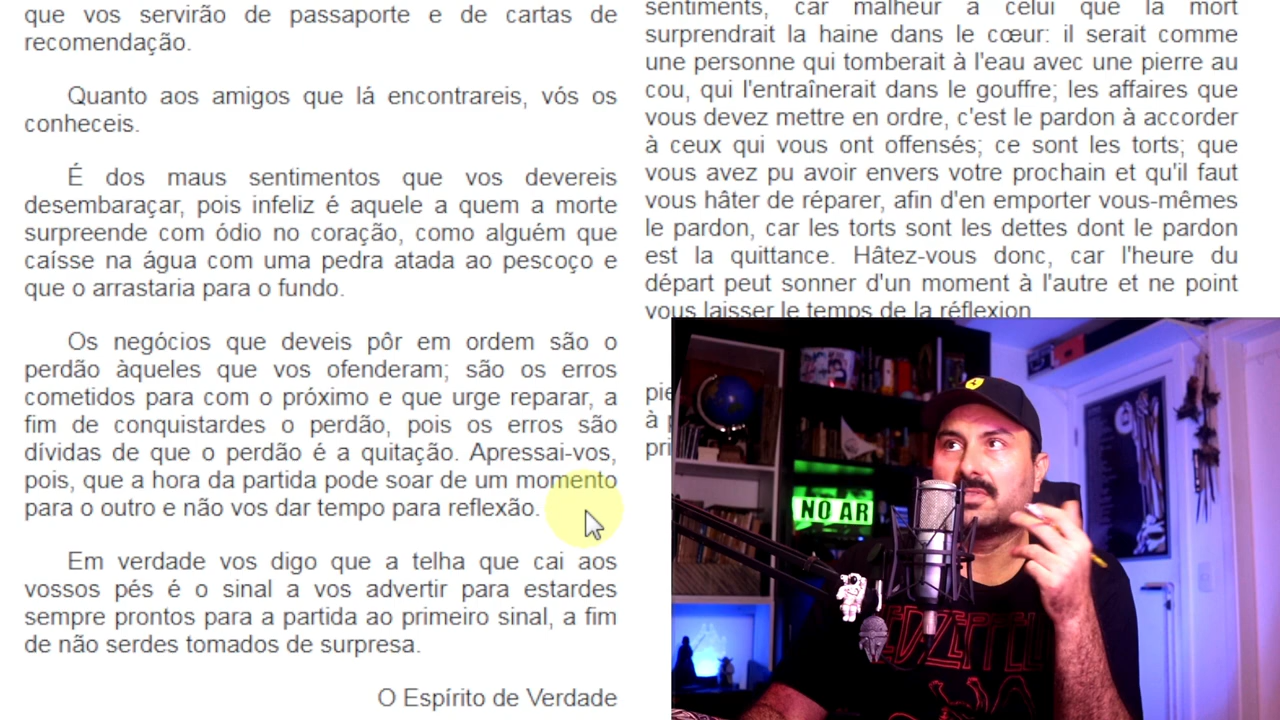 que vos servirão de passaporte e de cartas de
recomendação.
Quanto aos amigos que lá encontrareis, vós os
conheceis.
É dos maus sentimentos que vos devereis
desembaraçar, pois infeliz é aquele a quem a morte
surpreende com ódio no coração, como alguém que
caísse na água com uma pedra atada ao pescoço e
que o arrastaria para o fundo.
Os negócios que deveis pôr em ordem são o
perdão àqueles que vos ofenderam; são os erros
cometidos para com o próximo e que urge reparar, a
fim de conquistardes o perdão, pois os erros são
dívidas de que o perdão é a quitação. Apressai-vos,
pois, que a hora da partida pode soar de um momento
para o outro e não vos dar tempo para reflexão.
Em verdade vos digo que a telha que cai aos
vossos pés é o sinal a vos advertir para estardes
sempre prontos para a partida ao primeiro sinal, a fim
de não serdes tomados de surpresa.
O Espírito de Verdade
sentiments, car malheur à celui que la mort
surprendrait la haine dans le cœur: il serait comme
une personne qui tomberait à l'eau avec une pierre au
cou, qui l'entraînerait dans le gouffre; les affaires que
vous devez mettre en ordre, c'est le pardon à accorder
à ceux qui vous ont offensés; ce sont les torts; que
vous avez pu avoir envers votre prochain et qu'il faut
vous hâter de réparer, afin d'en emporter vous-mêmes
le pardon, car les torts sont les dettes dont le pardon
est la quittance. Hâtez-vous donc, car l'heure du
départ peut sonner d'un moment à l'autre et ne point
vous laisser le temps de la réflexion
à
NO AR
LED ZEPPELIN